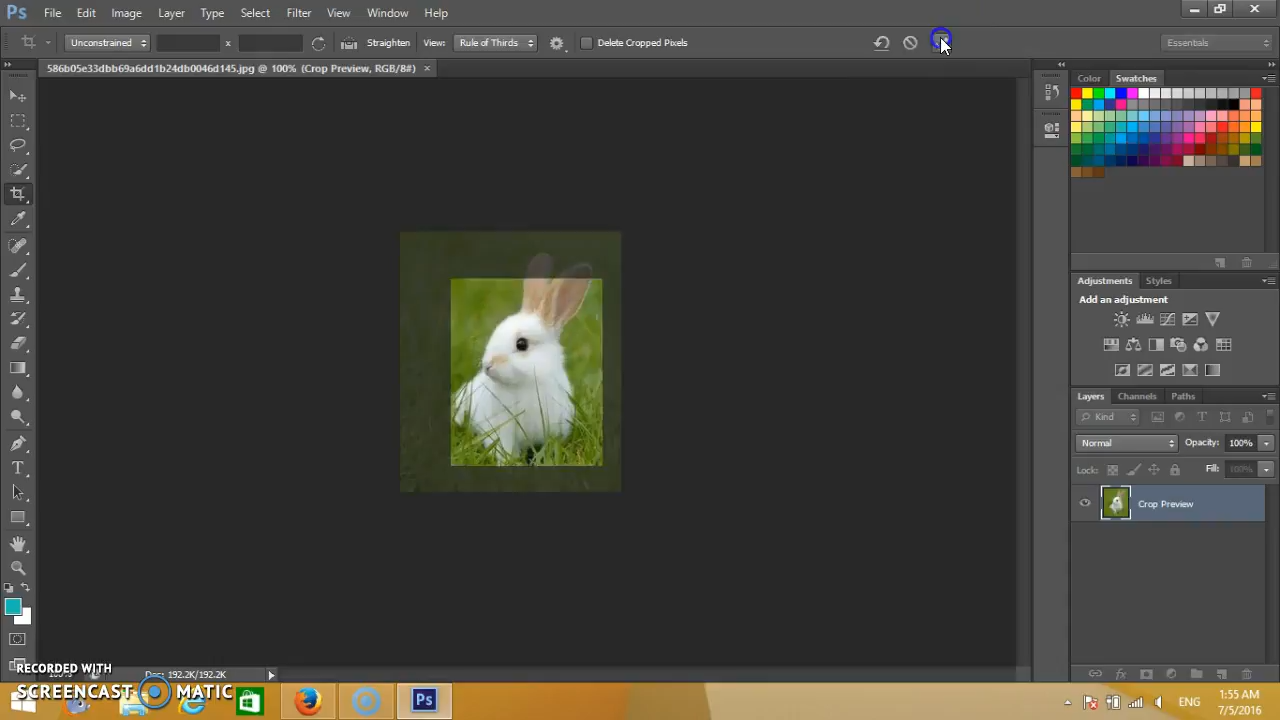 Ps File Edit Image Layer Type Select Filter View Window Help
Unconstrained x Straighten View: Rule of Thirds Delete Cropped Pixels Essentials
586b05e33dbb69a6dd1b24db0046d145.jpg @ 100% (Crop Preview, RGB/8#) ×
Color Swatches
Adjustments Styles
Add an adjustment
Layers Channels Paths
Kind
Normal Opacity: 100%
Lock: Fill: 100%
Crop Preview
T
Doc: 192.2K/192.2K
RECORDED WITH
SCREENCAST MATIC
Ps
ENG
1:55 AM
7/5/2016